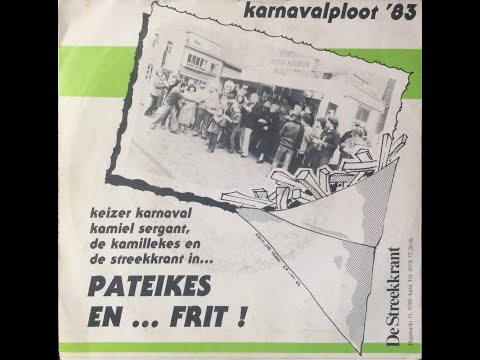 karnavalploot '83
keizer karnaval
kamiel sergant,
de kamillekes en
de streekkrant in...
PATEIKES
EN ... FRIT !
De Streekkrant